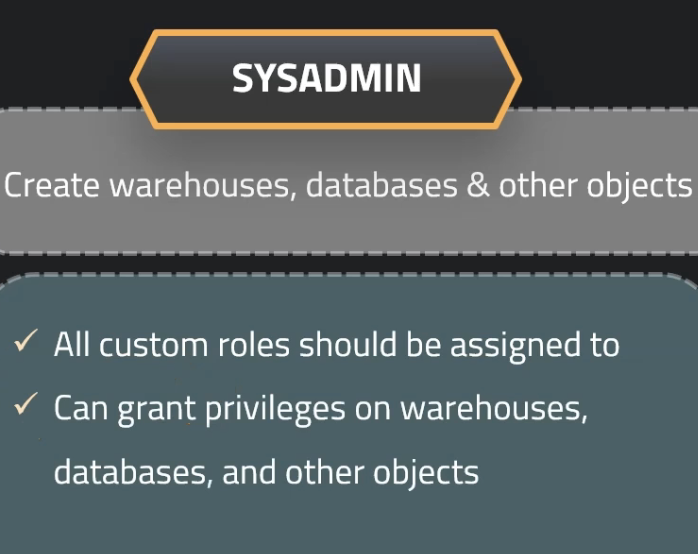 SYSADMIN
Create warehouses, databases & other objects
✓ All custom roles should be assigned to
✓ Can grant privileges on warehouses,
databases, and other objects